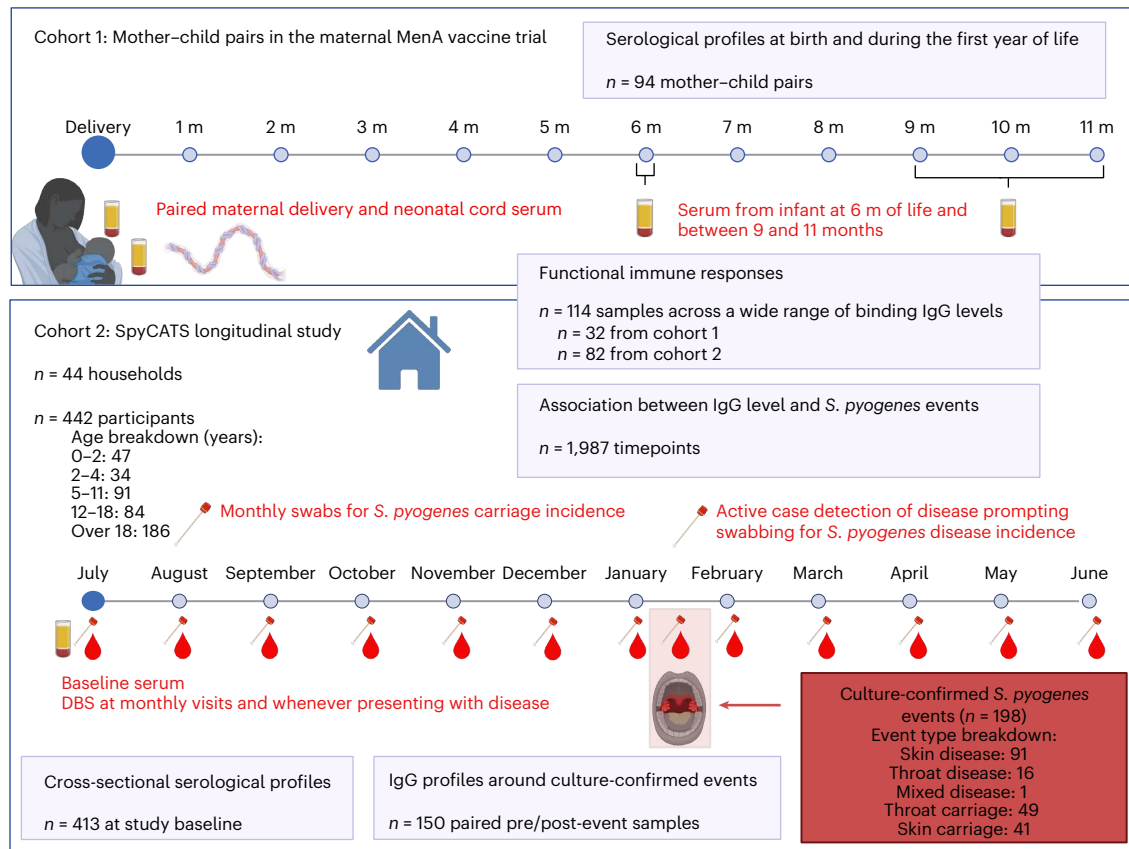 Cohort 1: Mother–child pairs in the maternal MenA vaccine trial
Serological profiles at birth and during the first year of life
n = 94 mother–child pairs
Delivery
1 m
2 m
3 m
4 m
5 m
6 m
7 m
8 m
9 m
10 m
11 m
Paired maternal delivery and neonatal cord serum
Serum from infant at 6 m of life and
between 9 and 11 months
Functional immune responses
n = 114 samples across a wide range of binding IgG levels
n = 32 from cohort 1
n = 82 from cohort 2
Cohort 2: SpyCATS longitudinal study
n = 44 households
n = 442 participants
Age breakdown (years):
0–2: 47
2–4: 34
5–11: 91
12–18: 84
Over 18: 186
Association between IgG level and S. pyogenes events
n = 1,987 timepoints
Monthly swabs for S. pyogenes carriage incidence
Active case detection of disease prompting
swabbing for S. pyogenes disease incidence
July
August
September
October
November
December
January
February
March
April
May
June
Baseline serum
DBS at monthly visits and whenever presenting with disease
Culture-confirmed S. pyogenes
events (n = 198)
Event type breakdown:
Skin disease: 91
Throat disease: 16
Mixed disease: 1
Throat carriage: 49
Skin carriage: 41
Cross-sectional serological profiles
n = 413 at study baseline
IgG profiles around culture-confirmed events
n = 150 paired pre/post-event samples